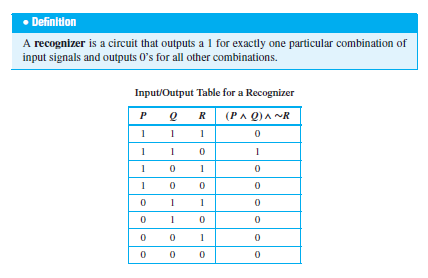 • Definition
A recognizer is a circuit that outputs a 1 for exactly one particular combination of
input signals and outputs 0's for all other combinations.
Input/Output Table for a Recognizer
P Q R (P ∧ Q) ∧ ~R
1 1 1 0
1 1 0 1
1 0 1 0
1 0 0 0
0 1 1 0
0 1 0 0
0 0 1 0
0 0 0 0